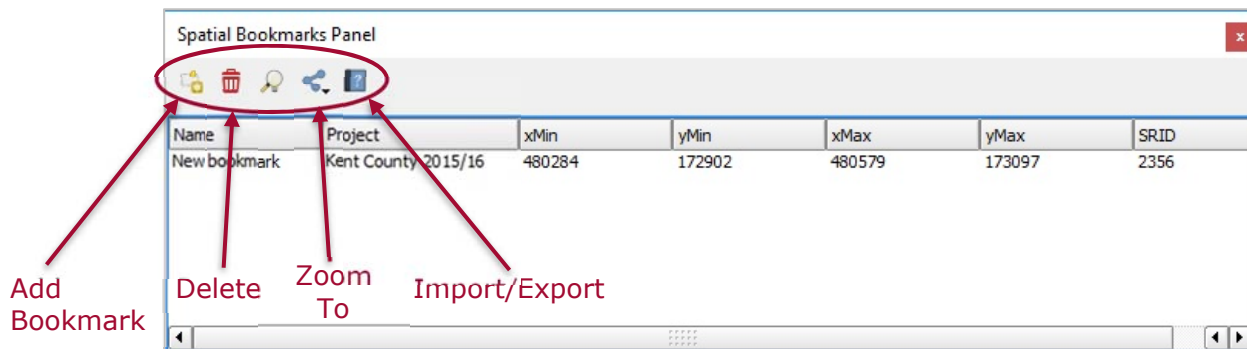 Spatial Bookmarks Panel
x
?
Name Project xMin yMin xMax yMax SRID
New bookmark Kent County 2015/16 480284 172902 480579 173097 2356
Add
Bookmark
Delete
Zoom
To
Import/Export